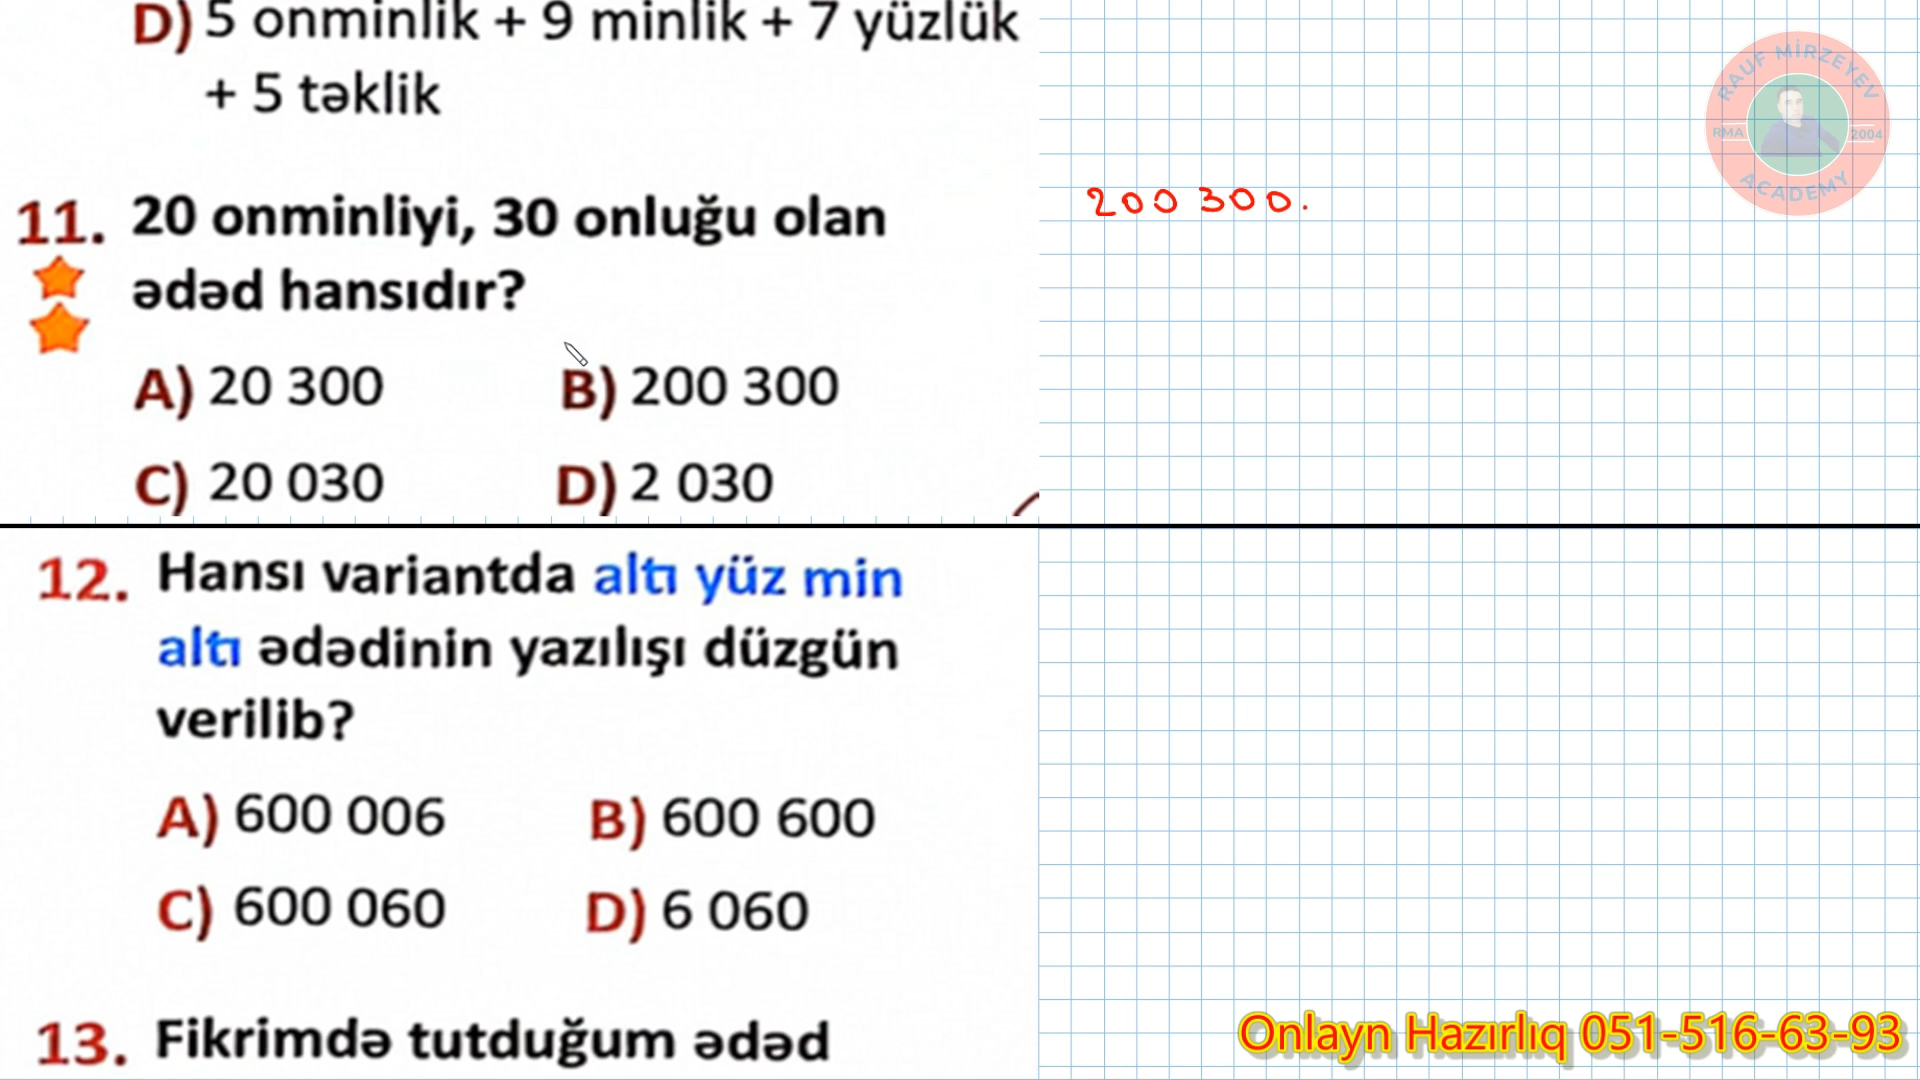 D) 5 onminlik + 9 minlik + 7 yüzlük
+ 5 təklik
11. 20 onminliyi, 30 onluğu olan
ədəd hansıdır?
A) 20 300 B) 200 300
C) 20 030 D) 2 030
200 300.
RAUF MİRZEYEV
RMA 2004
ACADEMY
12. Hansı variantda altı yüz min
altı ədədinin yazılışı düzgün
verilib?
A) 600 006 B) 600 600
C) 600 060 D) 6 060
13. Fikrimdə tutduğum ədəd
Onlayn Hazırlıq 051-516-63-93